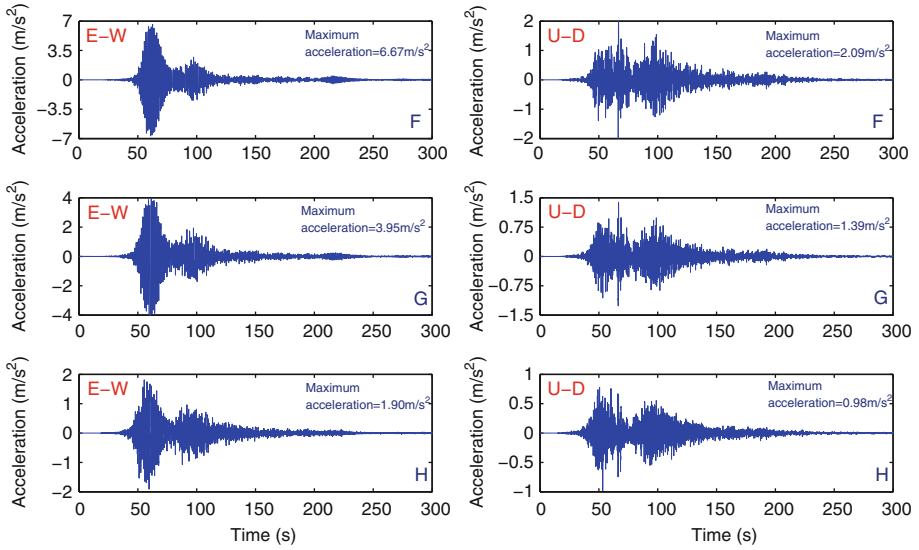 Acceleration (m/s²)
7
3.5
0
−3.5
−7
E−W
Maximum
acceleration=6.67m/s²
F
0 50 100 150 200 250 300
Acceleration (m/s²)
2
1
0
−1
−2
U−D
Maximum
acceleration=2.09m/s²
F
0 50 100 150 200 250 300
Acceleration (m/s²)
4
2
0
−2
−4
E−W
Maximum
acceleration=3.95m/s²
G
0 50 100 150 200 250 300
Acceleration (m/s²)
1.5
0.75
0
−0.75
−1.5
U−D
Maximum
acceleration=1.39m/s²
G
0 50 100 150 200 250 300
Acceleration (m/s²)
2
1
0
−1
−2
E−W
Maximum
acceleration=1.90m/s²
H
0 50 100 150 200 250 300
Time (s)
Acceleration (m/s²)
1
0.5
0
−0.5
−1
U−D
Maximum
acceleration=0.98m/s²
H
0 50 100 150 200 250 300
Time (s)